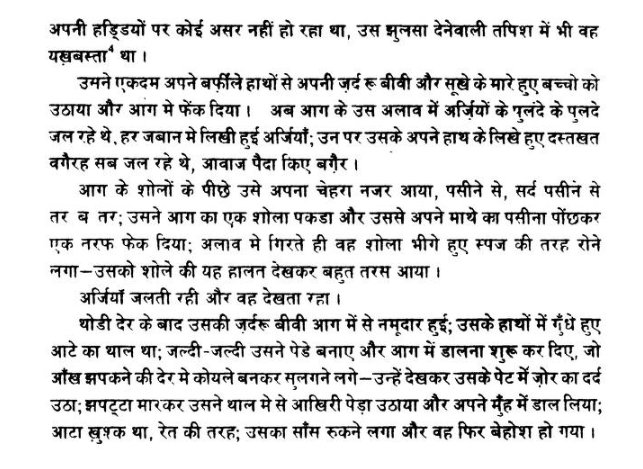 अपनी हड्डियों पर कोई असर नहीं हो रहा था, उस झुलसा देनेवाली तपिश में भी वह
यख़बस्ता⁴ था ।
उमने एकदम अपने बर्फ़ीले हाथों से अपनी ज़र्द रू बीवी और सूखे के मारे हुए बच्चो को
उठाया और आग मे फेंक दिया । अब आग के उस अलाव में अर्ज़ियों के पुलंदे के पुलदे
जल रहे थे, हर जबान मे लिखी हुई अर्जियाँ; उन पर उसके अपने हाथ के लिखे हुए दस्तखत
वगैरह सब जल रहे थे, आवाज पैदा किए बग़ैर ।
आग के शोलों के पीछे उसे अपना चेहरा नजर आया, पसीने से, सर्द पसीन से
तर ब तर; उसने आग का एक शोला पकडा और उससे अपने माथे का पसीना पोंछकर
एक नरफ फेक दिया; अलाव मे गिरते ही वह शोला भीगे हुए स्पज की तरह रोने
लगा—उसको शोले की यह हालत देखकर बहुत तरस आया ।
अर्जियाँ जलती रही और वह देखता रहा ।
थोडी देर के बाद उसकी ज़र्दरू बीवी आग में से नमूदार हुई; उसके हाथों में गुँधे हुए
आटे का थाल था; जल्दी-जल्दी उसने पेडे बनाए और आग में डालना शुरू कर दिए, जो
आँख झपकने की देर मे कोयले बनकर सुलगने लगे—उन्हें देखकर उसके पेट में ज़ोर का दर्द
उठा; झपट्टा मारकर उसने थाल मे से आखिरी पेड़ा उठाया और अपने मुँह में डाल लिया;
आटा ख़ुश्क था, रेत की तरह; उसका साँस रुकने लगा और वह फिर बेहोश हो गया ।